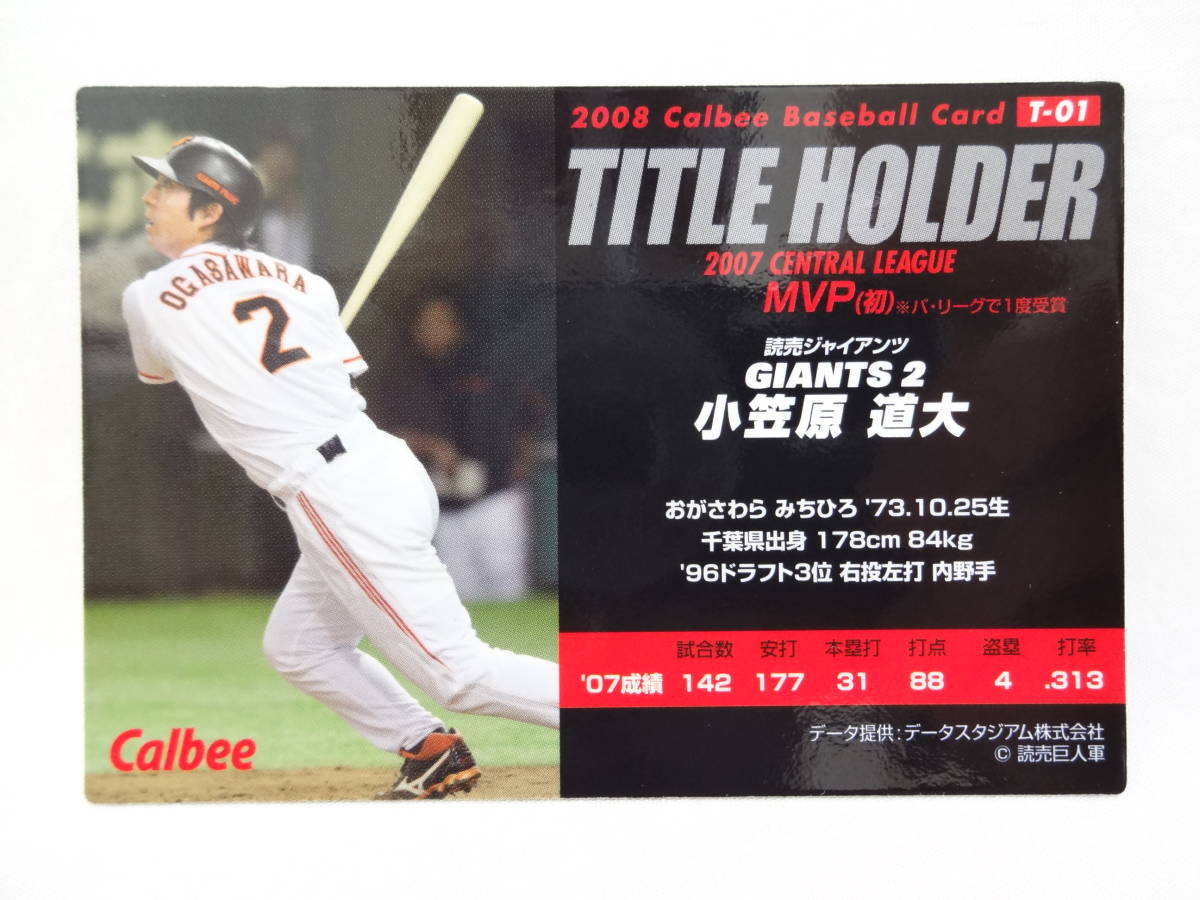 2008 Calbee Baseball Card T-01
TITLE HOLDER
2007 CENTRAL LEAGUE
MVP(初)※パ・リーグで1度受賞
読売ジャイアンツ
GIANTS 2
小笠原 道大
おがさわら みちひろ '73.10.25生
千葉県出身 178cm 84kg
'96ドラフト3位 右投左打 内野手
試合数 安打 本塁打 打点 盗塁 打率
'07成績 142 177 31 88 4 .313
データ提供:データスタジアム株式会社
© 読売巨人軍
OGASAWARA
2
Calbee